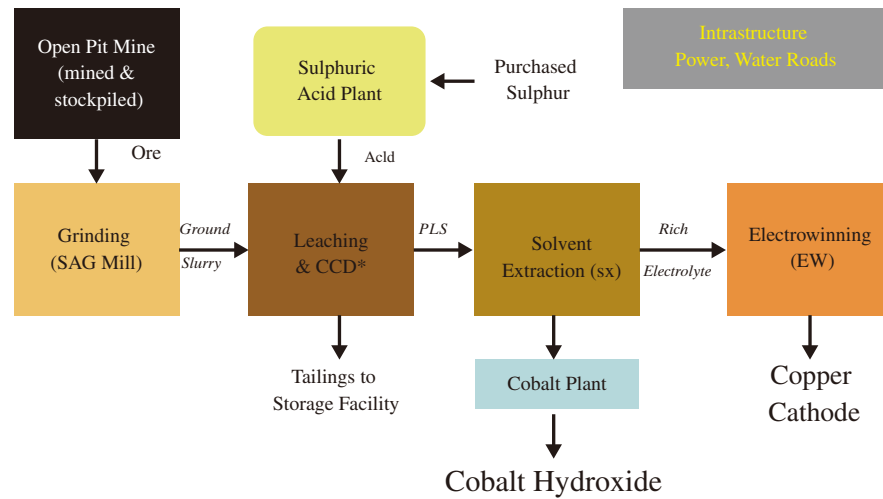 Open Pit Mine
(mined &
stockpiled)
Sulphuric
Acid Plant
Purchased
Sulphur
Intrastructure
Power, Water Roads
Ore
Acld
Grinding
(SAG Mill)
Ground
Slurry
Leaching
& CCD*
PLS
Solvent
Extraction (sx)
Rich
Electrolyte
Electrowinning
(EW)
Tailings to
Storage Facility
Cobalt Plant
Copper
Cathode
Cobalt Hydroxide